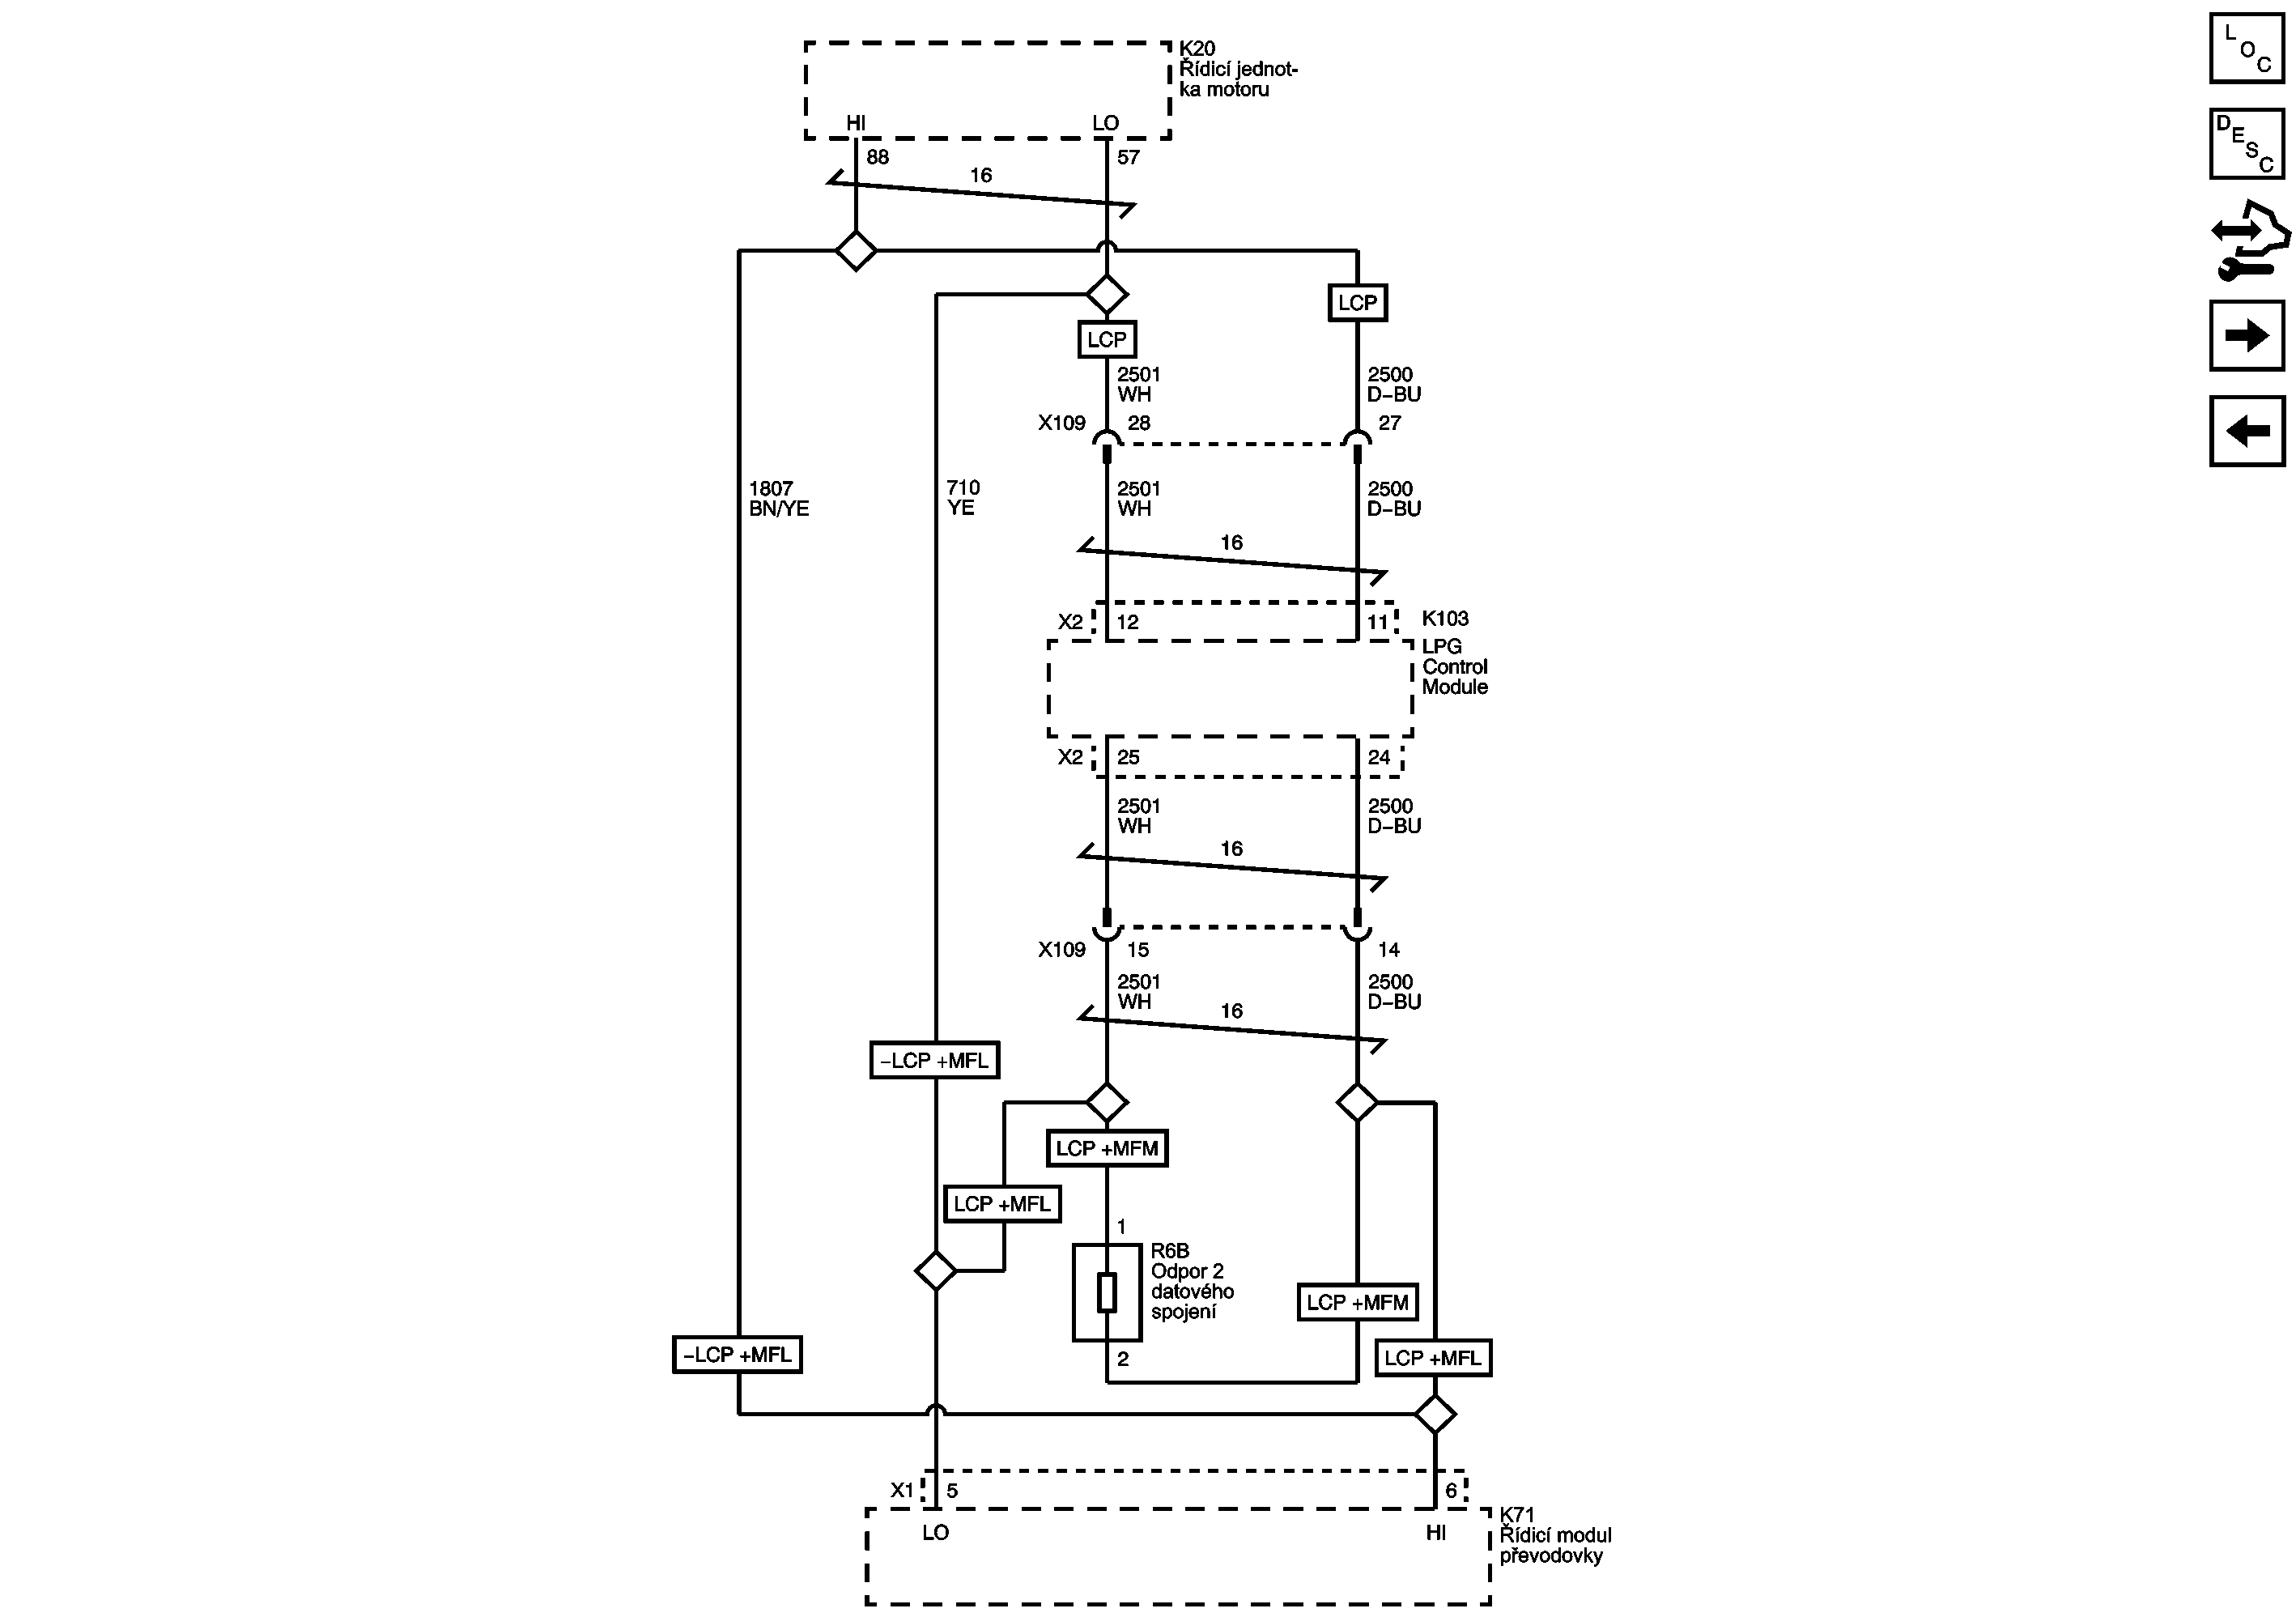 K20
Řídicí jednot-
ka motoru
HI
LO
88
57
16
LCP
LCP
2501
WH
2500
D-BU
X109
28
27
1807
BN/YE
710
YE
2501
WH
2500
D-BU
16
X2
12
11
K103
LPG
Control
Module
X2
25
24
2501
WH
2500
D-BU
16
X109
15
14
2501
WH
2500
D-BU
16
-LCP +MFL
LCP +MFM
LCP +MFL
1
R6B
Odpor 2
datového
spojení
LCP +MFM
2
-LCP +MFL
LCP +MFL
X1
5
6
K71
Řídicí modul
převodovky
LO
HI
LOC
DESC